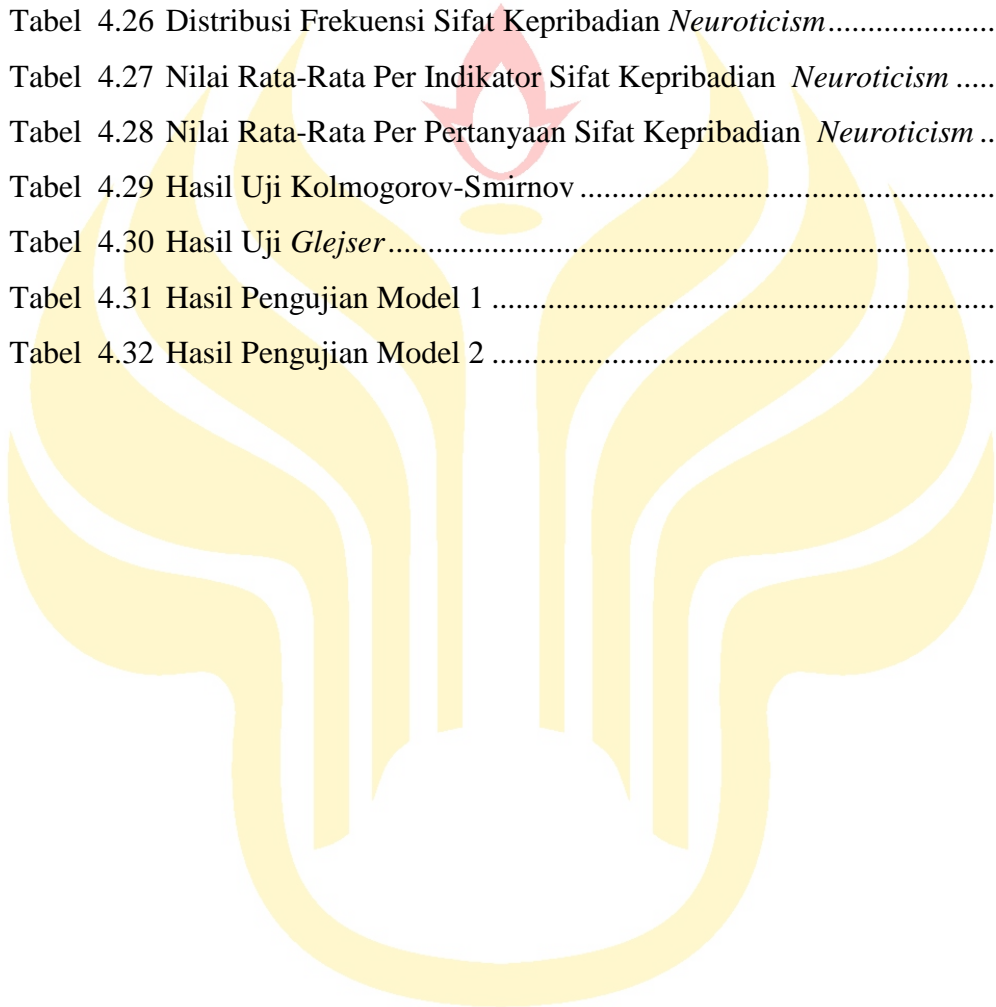 Tabel 4.26 Distribusi Frekuensi Sifat Kepribadian Neuroticism.....................
Tabel 4.27 Nilai Rata-Rata Per Indikator Sifat Kepribadian Neuroticism .....
Tabel 4.28 Nilai Rata-Rata Per Pertanyaan Sifat Kepribadian Neuroticism ..
Tabel 4.29 Hasil Uji Kolmogorov-Smirnov ....................................................
Tabel 4.30 Hasil Uji Glejser............................................................................
Tabel 4.31 Hasil Pengujian Model 1 ...............................................................
Tabel 4.32 Hasil Pengujian Model 2 ...............................................................